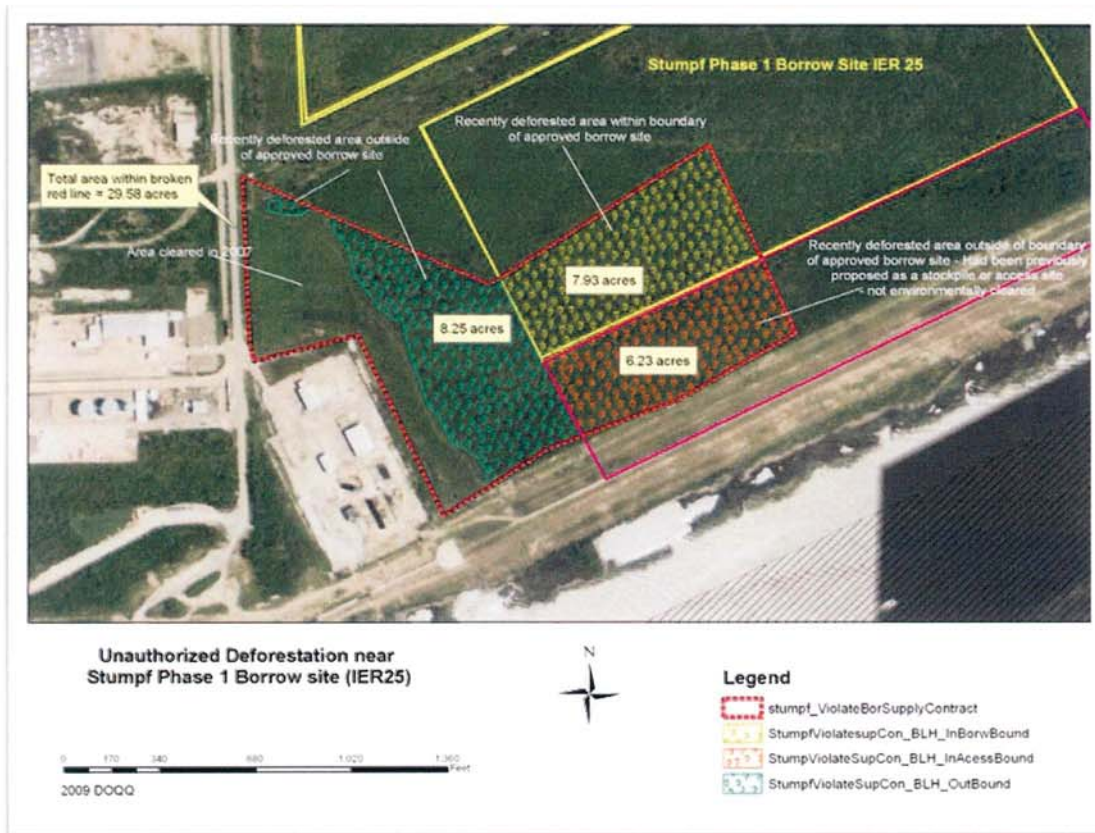 Stumpf Phase 1 Borrow Site IER 25
Recently deforested area within boundary
of approved borrow site
Recently deforested area outside
of approved borrow site
Total area within broken
red line = 29.58 acres
Area cleared in 2007
Recently deforested area outside of boundary
of approved borrow site - Had been previously
proposed as a stockpile or access site
- not environmentally cleared
7.93 acres
8.25 acres
6.23 acres
Unauthorized Deforestation near
Stumpf Phase 1 Borrow site (IER25)
N
0 170 340 680 1,020 1,360
Feet
2009 DOQQ
Legend
stumpf_ViolateBorSupplyContract
StumpfViolatesupCon_BLH_InBorwBound
StumpViolateSupCon_BLH_InAcessBound
StumpfViolateSupCon_BLH_OutBound